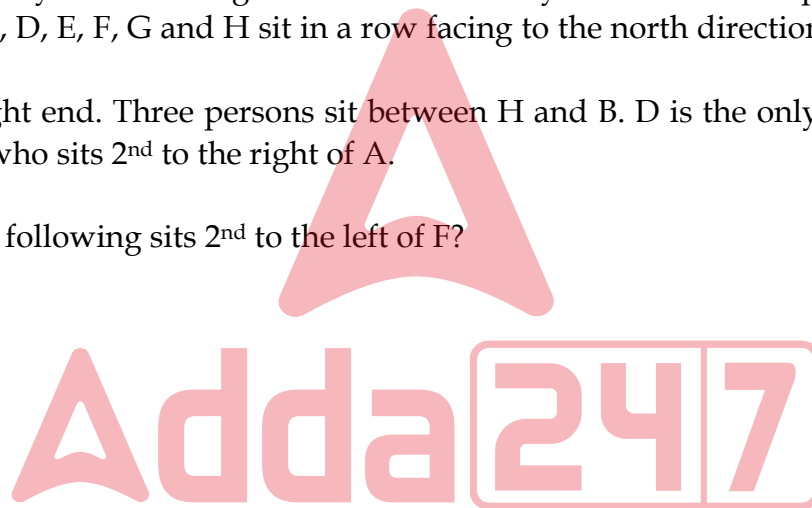 , D, E, F, G and H sit in a row facing to the north direction
ght end. Three persons sit between H and B. D is the only
who sits 2nd to the right of A.
following sits 2nd to the left of F?
Adda247